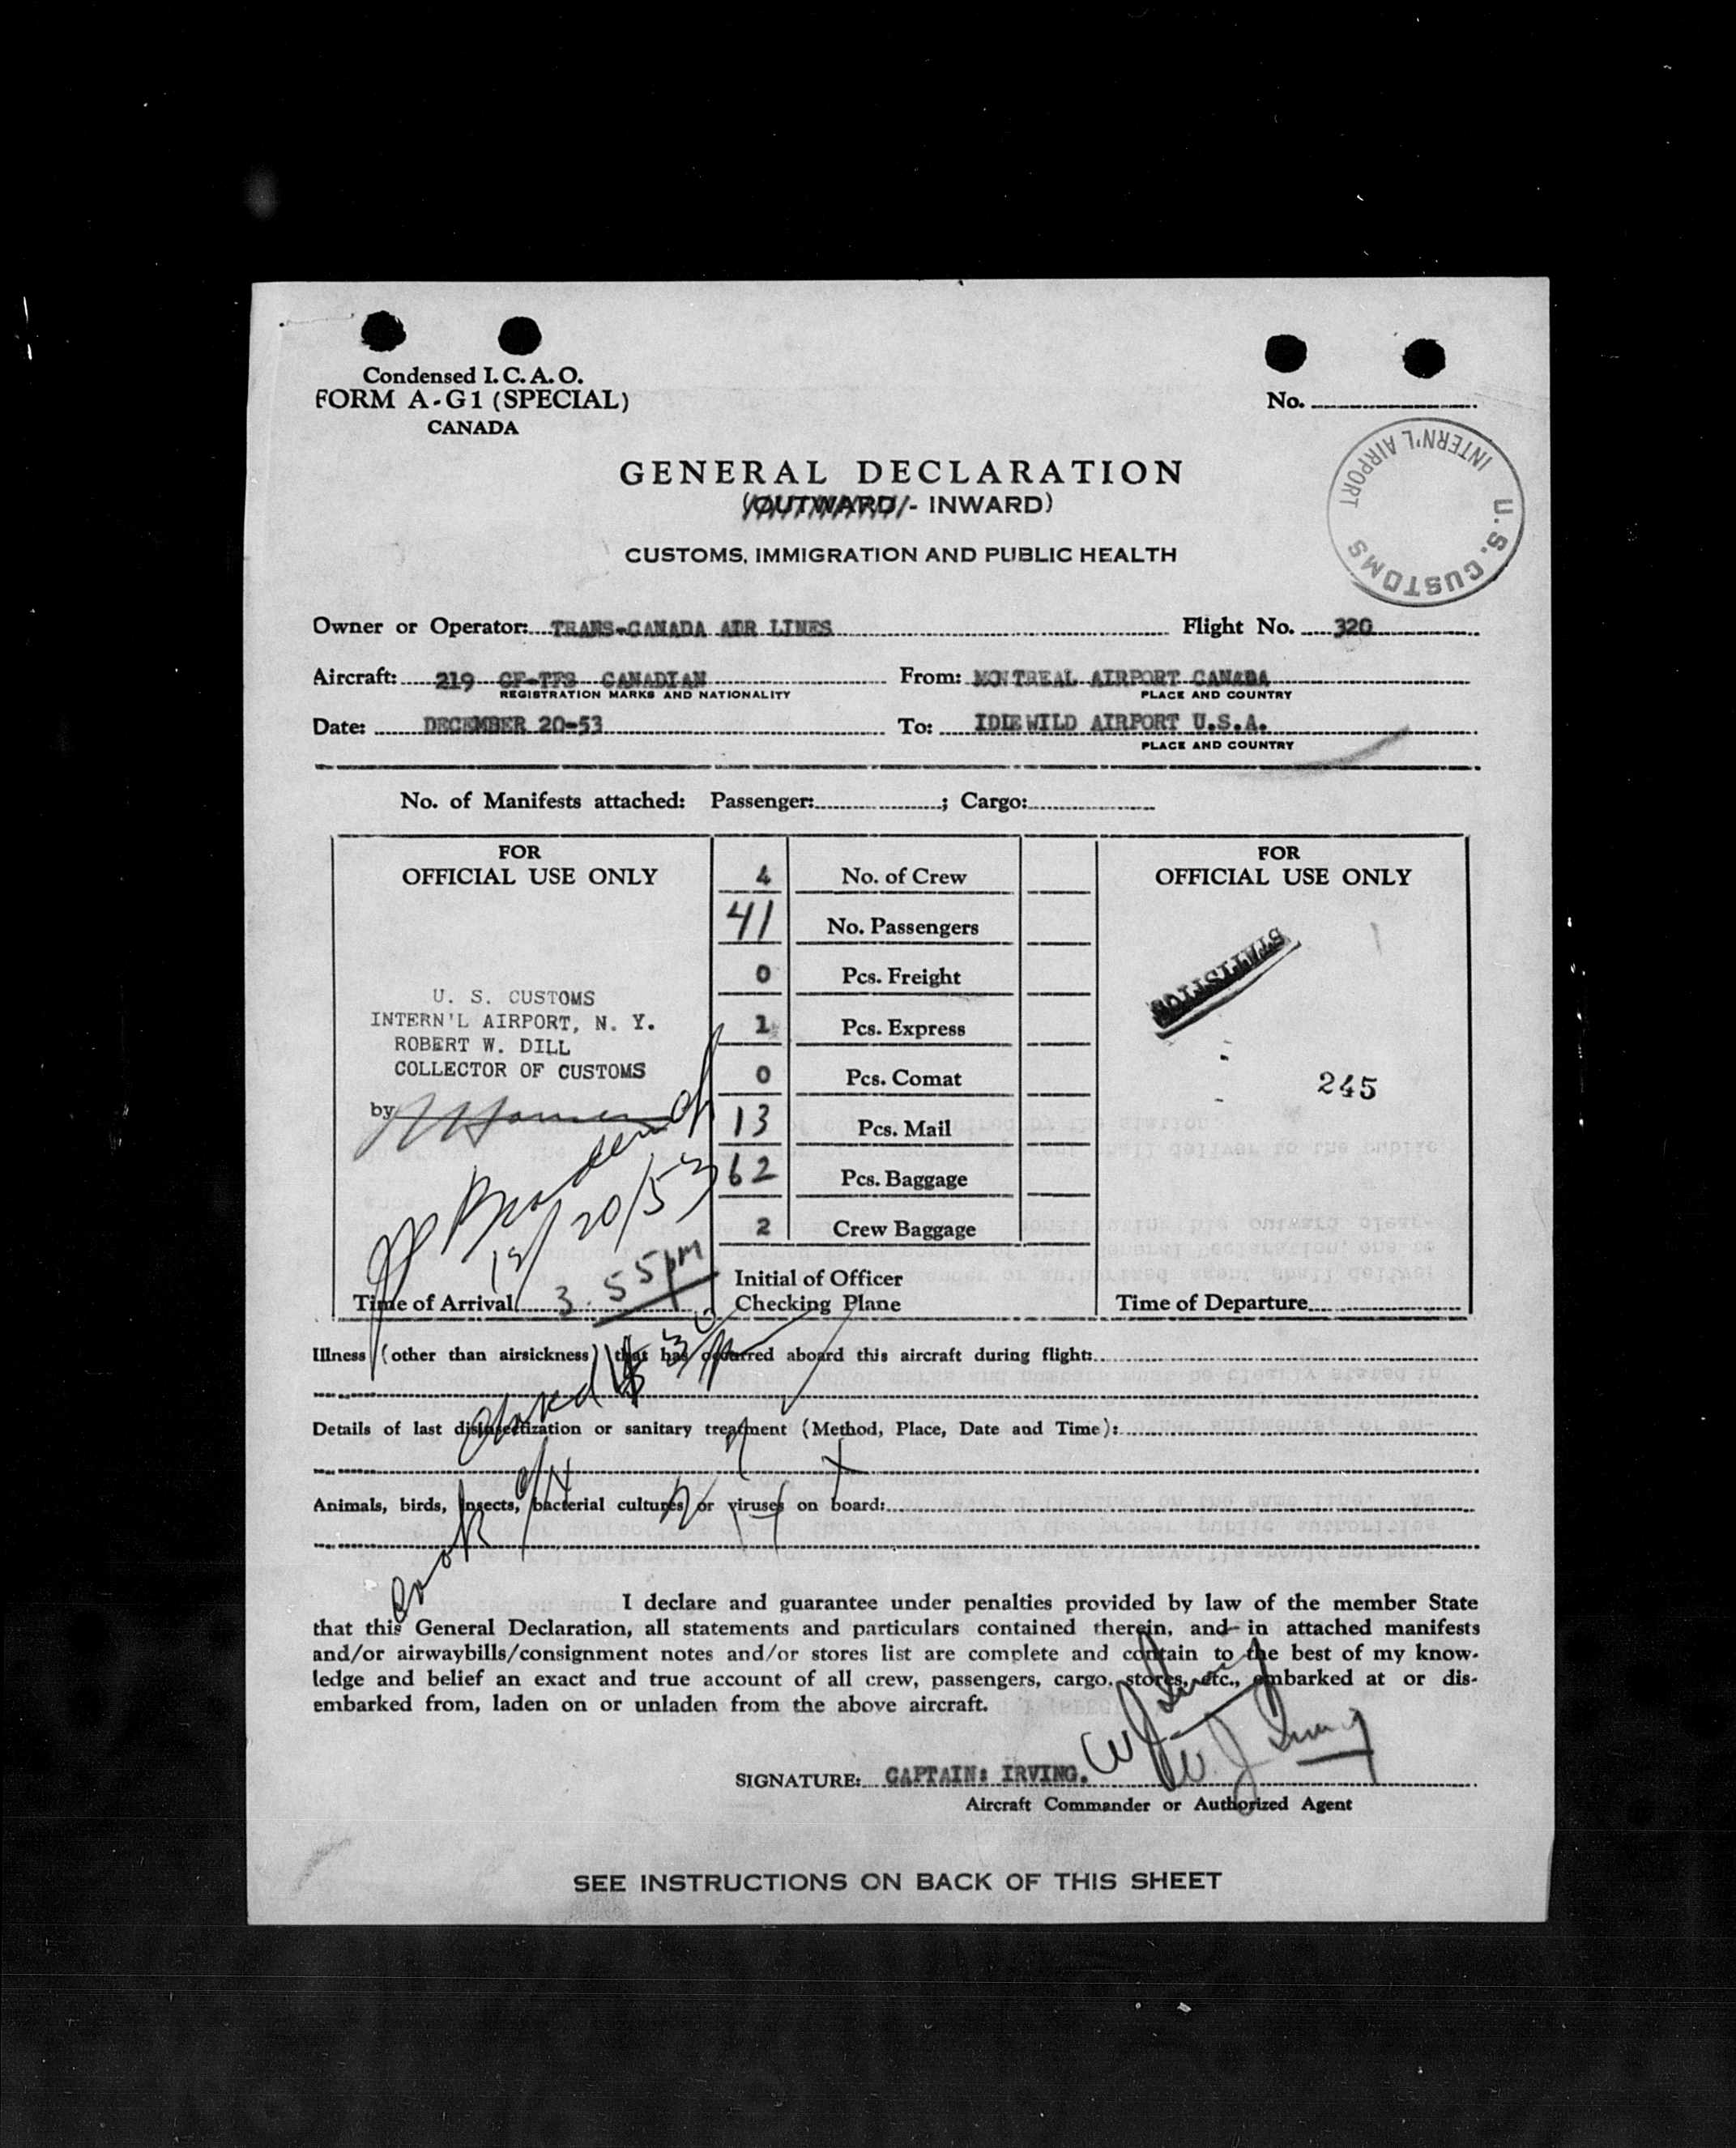 Condensed I.C.A.O.
FORM A-G1 (SPECIAL)
CANADA
No.
INTERN'L AIRPORT
U.S. CUSTOMS
GENERAL DECLARATION
(OUTWARD - INWARD)
CUSTOMS, IMMIGRATION AND PUBLIC HEALTH
Owner or Operator: TRANS-CANADA AIR LINES Flight No. 320
Aircraft: 219 CF-TFS CANADIAN From: MONTREAL AIRPORT CANADA
REGISTRATION MARKS AND NATIONALITY PLACE AND COUNTRY
Date: DECEMBER 20-53 To: IDLEWILD AIRPORT U.S.A.
PLACE AND COUNTRY
No. of Manifests attached: Passenger: ; Cargo:
FOR
OFFICIAL USE ONLY
U. S. CUSTOMS
INTERN'L AIRPORT, N. Y.
ROBERT W. DILL
COLLECTOR OF CUSTOMS
by
12/20/53
Time of Arrival 3.55pm
4 No. of Crew
41 No. Passengers
0 Pcs. Freight
1 Pcs. Express
0 Pcs. Comat
13 Pcs. Mail
62 Pcs. Baggage
2 Crew Baggage
Initial of Officer
Checking Plane
FOR
OFFICIAL USE ONLY
STATISTICS
245
Time of Departure
Illness (other than airsickness) that has occurred aboard this aircraft during flight:
Details of last disinsectization or sanitary treatment (Method, Place, Date and Time):
Animals, birds, insects, bacterial cultures or viruses on board:
I declare and guarantee under penalties provided by law of the member State
that this General Declaration, all statements and particulars contained therein, and in attached manifests
and/or airwaybills/consignment notes and/or stores list are complete and contain to the best of my know-
ledge and belief an exact and true account of all crew, passengers, cargo, stores, etc., embarked at or dis-
embarked from, laden on or unladen from the above aircraft.
W J Irving
SIGNATURE: CAPTAIN: IRVING. W. J Irving
Aircraft Commander or Authorized Agent
SEE INSTRUCTIONS ON BACK OF THIS SHEET